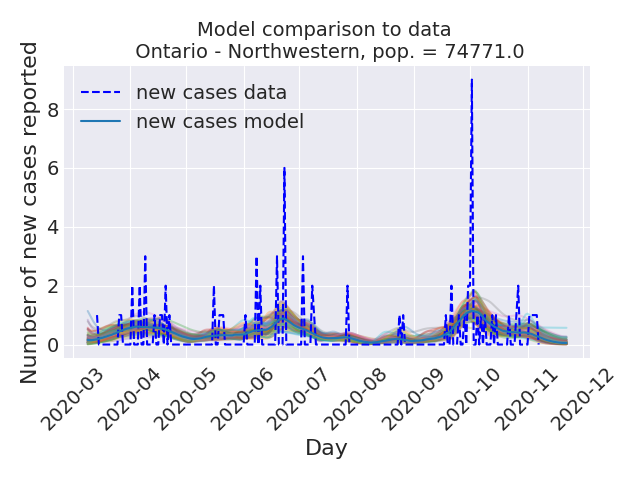 Model comparison to data
Ontario - Northwestern, pop. = 74771.0
Number of new cases reported
new cases data
new cases model
8
6
4
2
0
2020-03
2020-04
2020-05
2020-06
2020-07
2020-08
2020-09
2020-10
2020-11
2020-12
Day